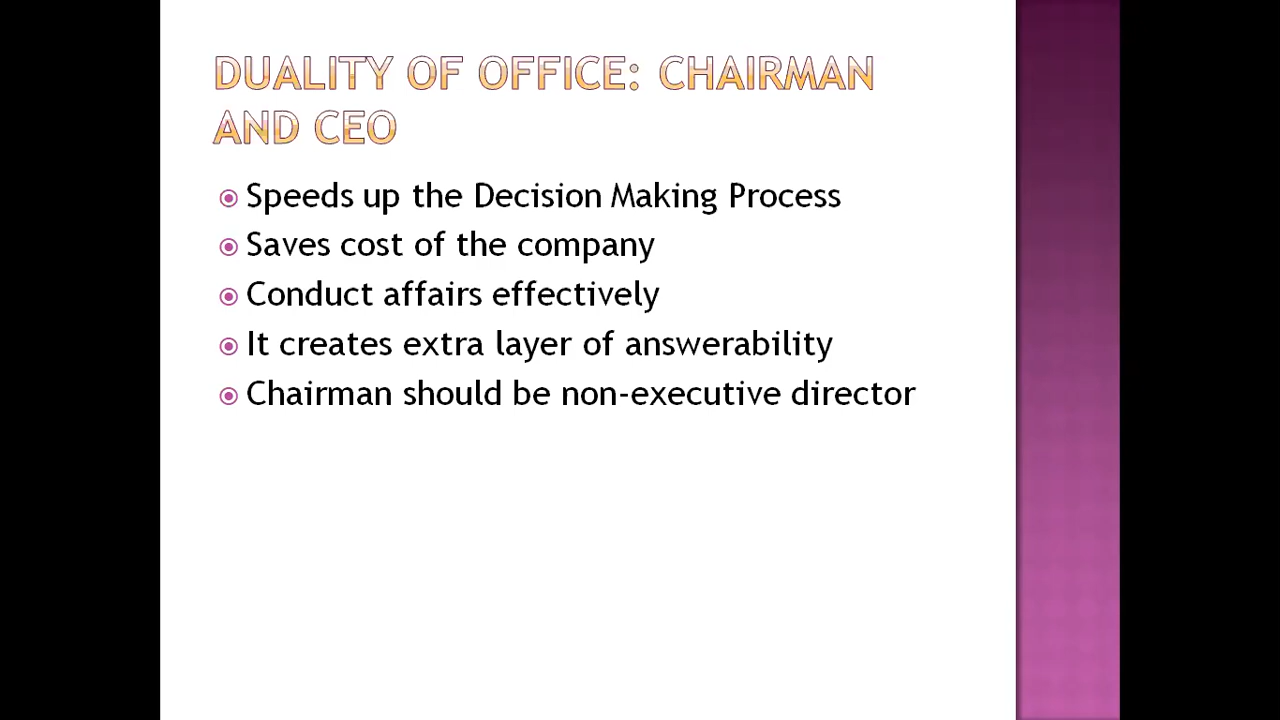 DUALITY OF OFFICE: CHAIRMAN
AND CEO
Speeds up the Decision Making Process
Saves cost of the company
Conduct affairs effectively
It creates extra layer of answerability
Chairman should be non-executive director